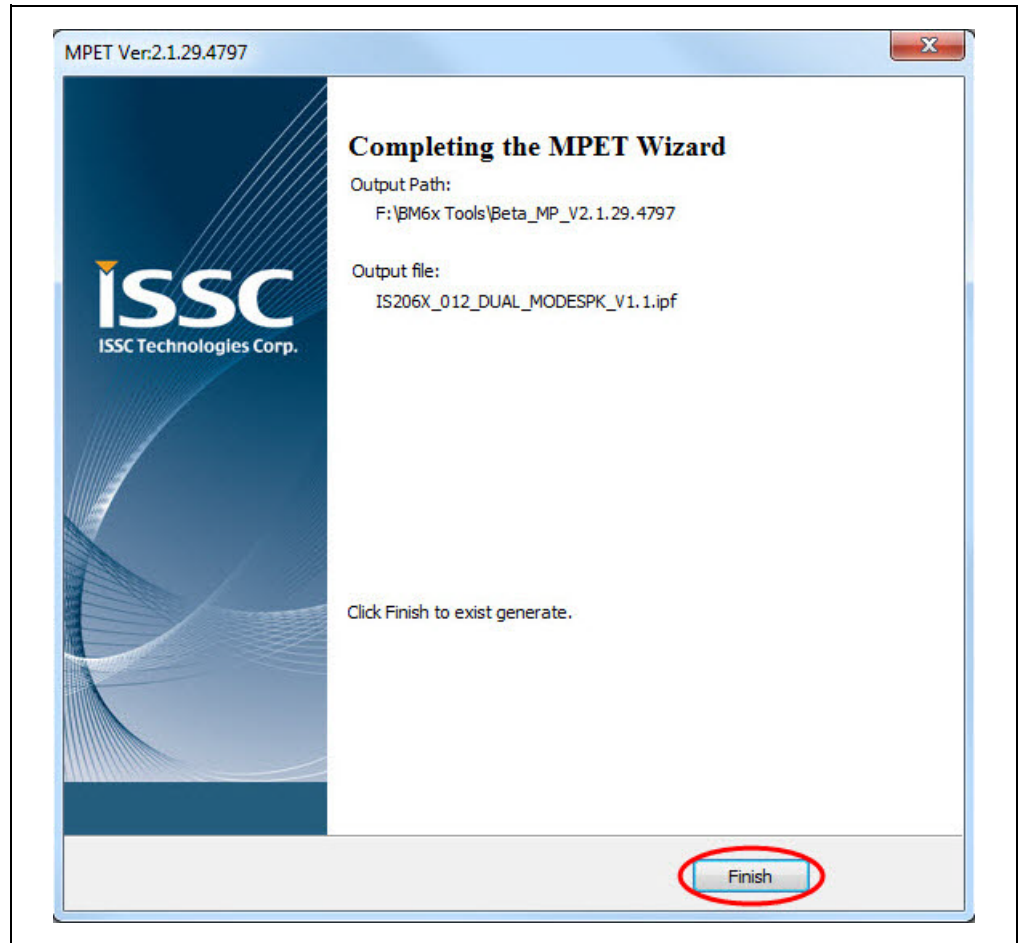 MPET Ver:2.1.29.4797
x
Completing the MPET Wizard
Output Path:
F:\BM6x Tools\Beta_MP_V2.1.29.4797
Output file:
IS206X_012_DUAL_MODESPK_V1.1.ipf
ISSC
ISSC Technologies Corp.
Click Finish to exist generate.
Finish